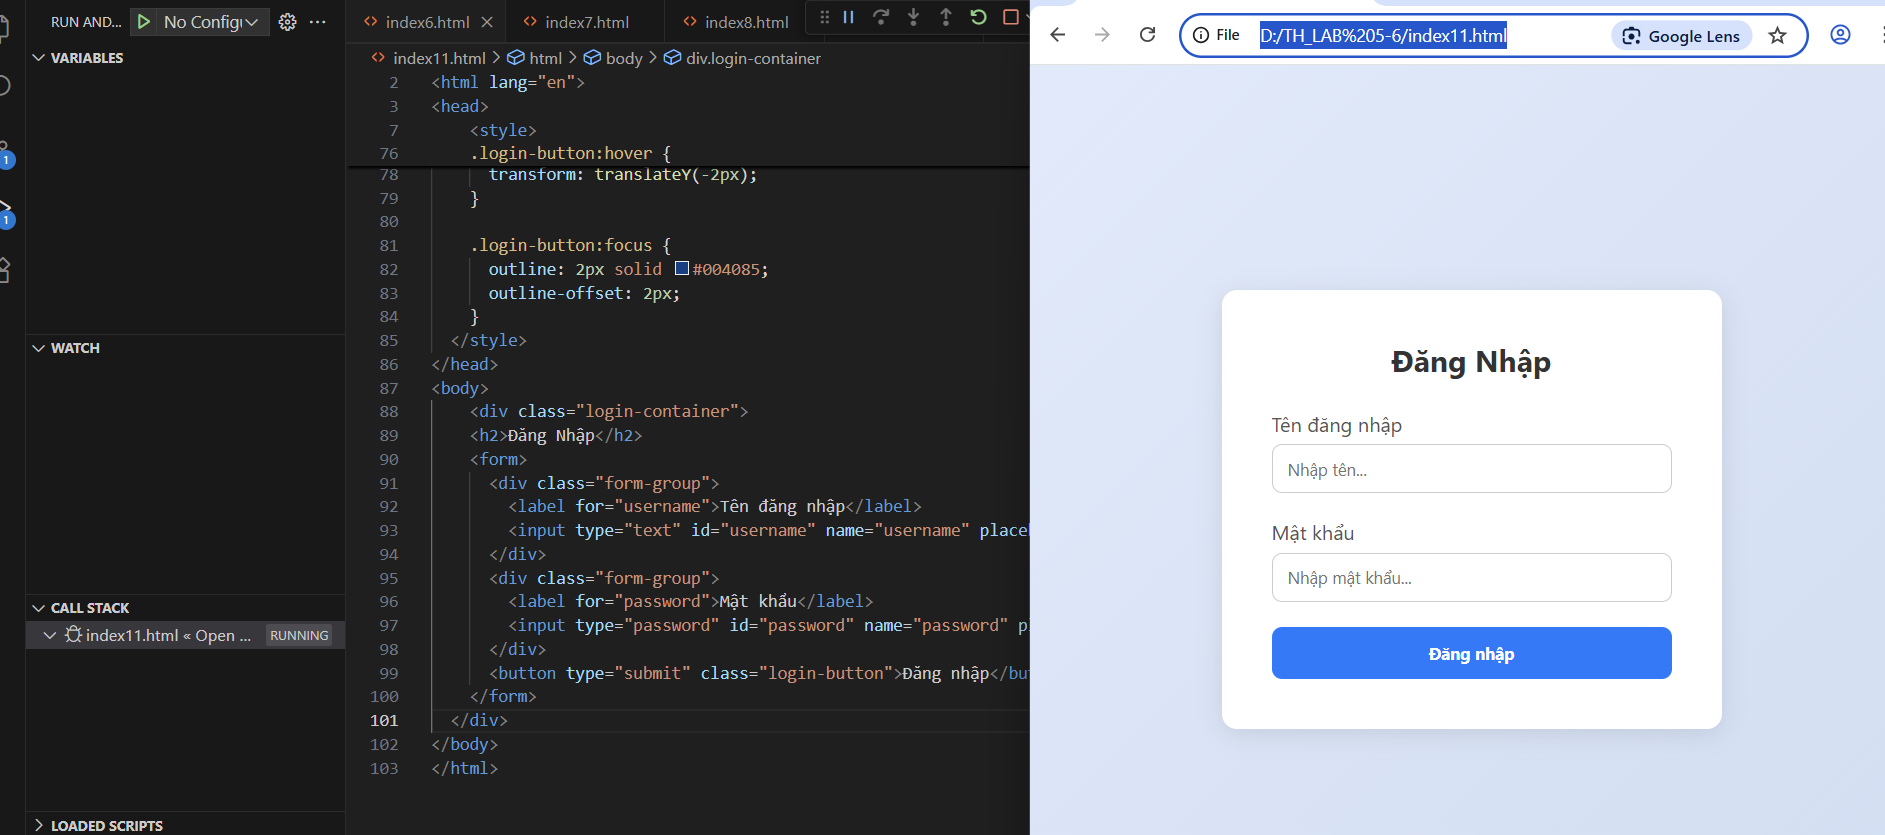 RUN AND... No Config
VARIABLES
WATCH
CALL STACK
index11.html « Open ... RUNNING
LOADED SCRIPTS
1
1
index6.html index7.html index8.html
index11.html > html > body > div.login-container
2 <html lang="en">
3 <head>
7 <style>
76 .login-button:hover {
78 transform: translateY(-2px);
79 }
80
81 .login-button:focus {
82 outline: 2px solid #004085;
83 outline-offset: 2px;
84 }
85 </style>
86 </head>
87 <body>
88 <div class="login-container">
89 <h2>Đăng Nhập</h2>
90 <form>
91 <div class="form-group">
92 <label for="username">Tên đăng nhập</label>
93 <input type="text" id="username" name="username" place
94 </div>
95 <div class="form-group">
96 <label for="password">Mật khẩu</label>
97 <input type="password" id="password" name="password" p
98 </div>
99 <button type="submit" class="login-button">Đăng nhập</bu
100 </form>
101 </div>
102 </body>
103 </html>
File D:/TH_LAB%205-6/index11.html Google Lens
Đăng Nhập
Tên đăng nhập
Nhập tên...
Mật khẩu
Nhập mật khẩu...
Đăng nhập